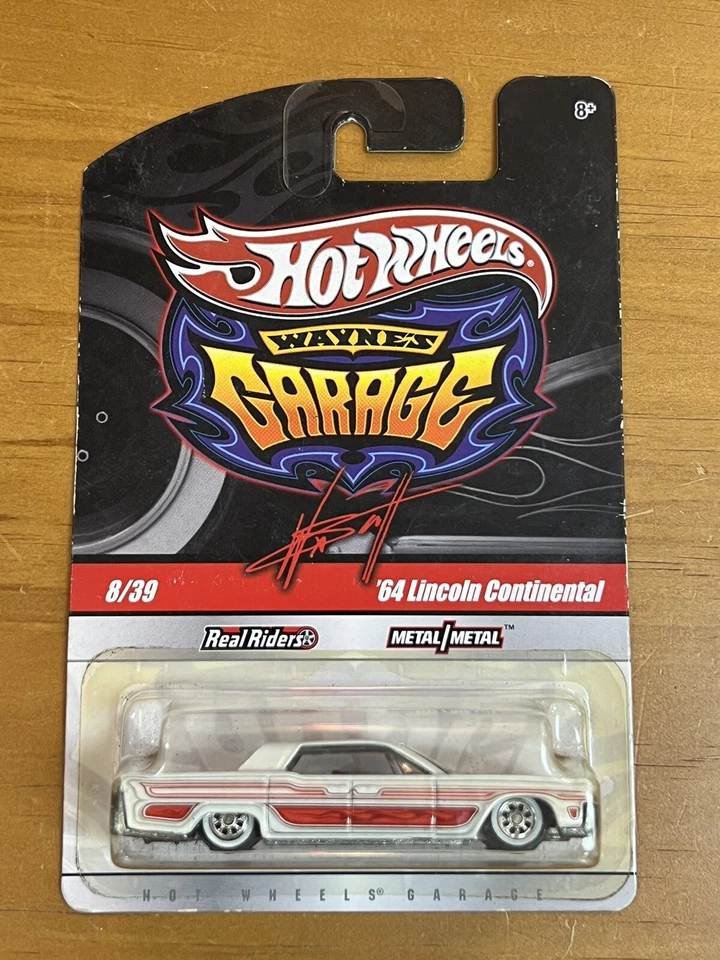 8+
HOT WHEELS®
WAYNE'S
GARAGE
8/39 '64 Lincoln Continental
Real Riders METAL/METAL™
HOT WHEELS® GARAGE